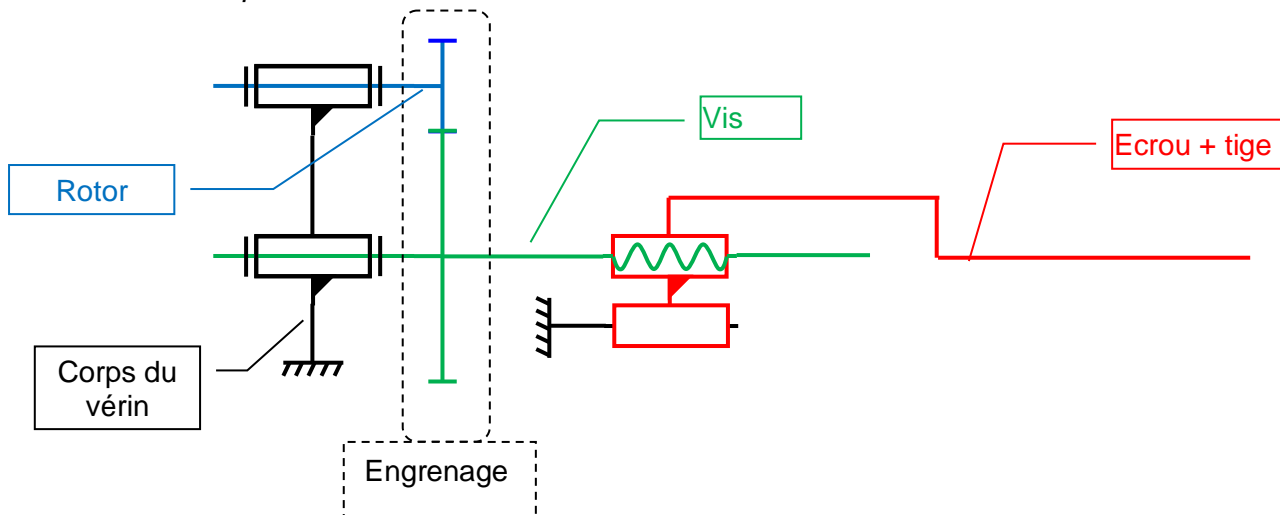 Vis
Ecrou + tige
Rotor
Corps du
vérin
Engrenage